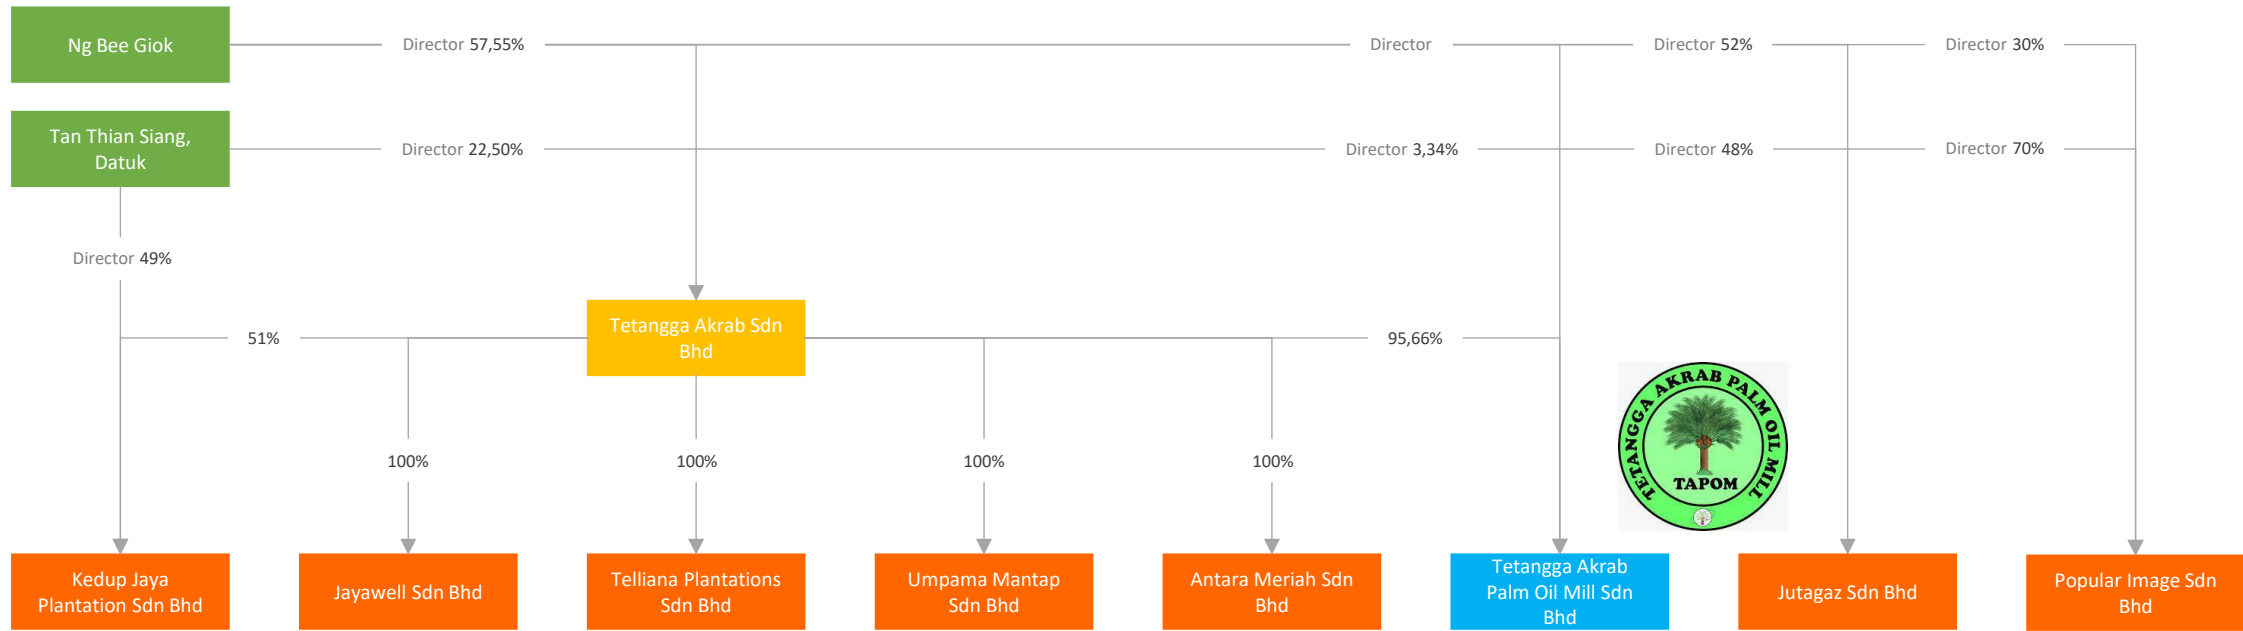 Ng Bee Giok
Director 57,55%
Director
Director 52%
Director 30%
Tan Thian Siang,
Datuk
Director 22,50%
Director 3,34%
Director 48%
Director 70%
Director 49%
51%
Tetangga Akrab Sdn
Bhd
95,66%
TETANGGA AKRAB PALM OIL MILL
TAPOM
100%
100%
100%
100%
Kedup Jaya
Plantation Sdn Bhd
Jayawell Sdn Bhd
Telliana Plantations
Sdn Bhd
Umpama Mantap
Sdn Bhd
Antara Meriah Sdn
Bhd
Tetangga Akrab
Palm Oil Mill Sdn
Bhd
Jutagaz Sdn Bhd
Popular Image Sdn
Bhd